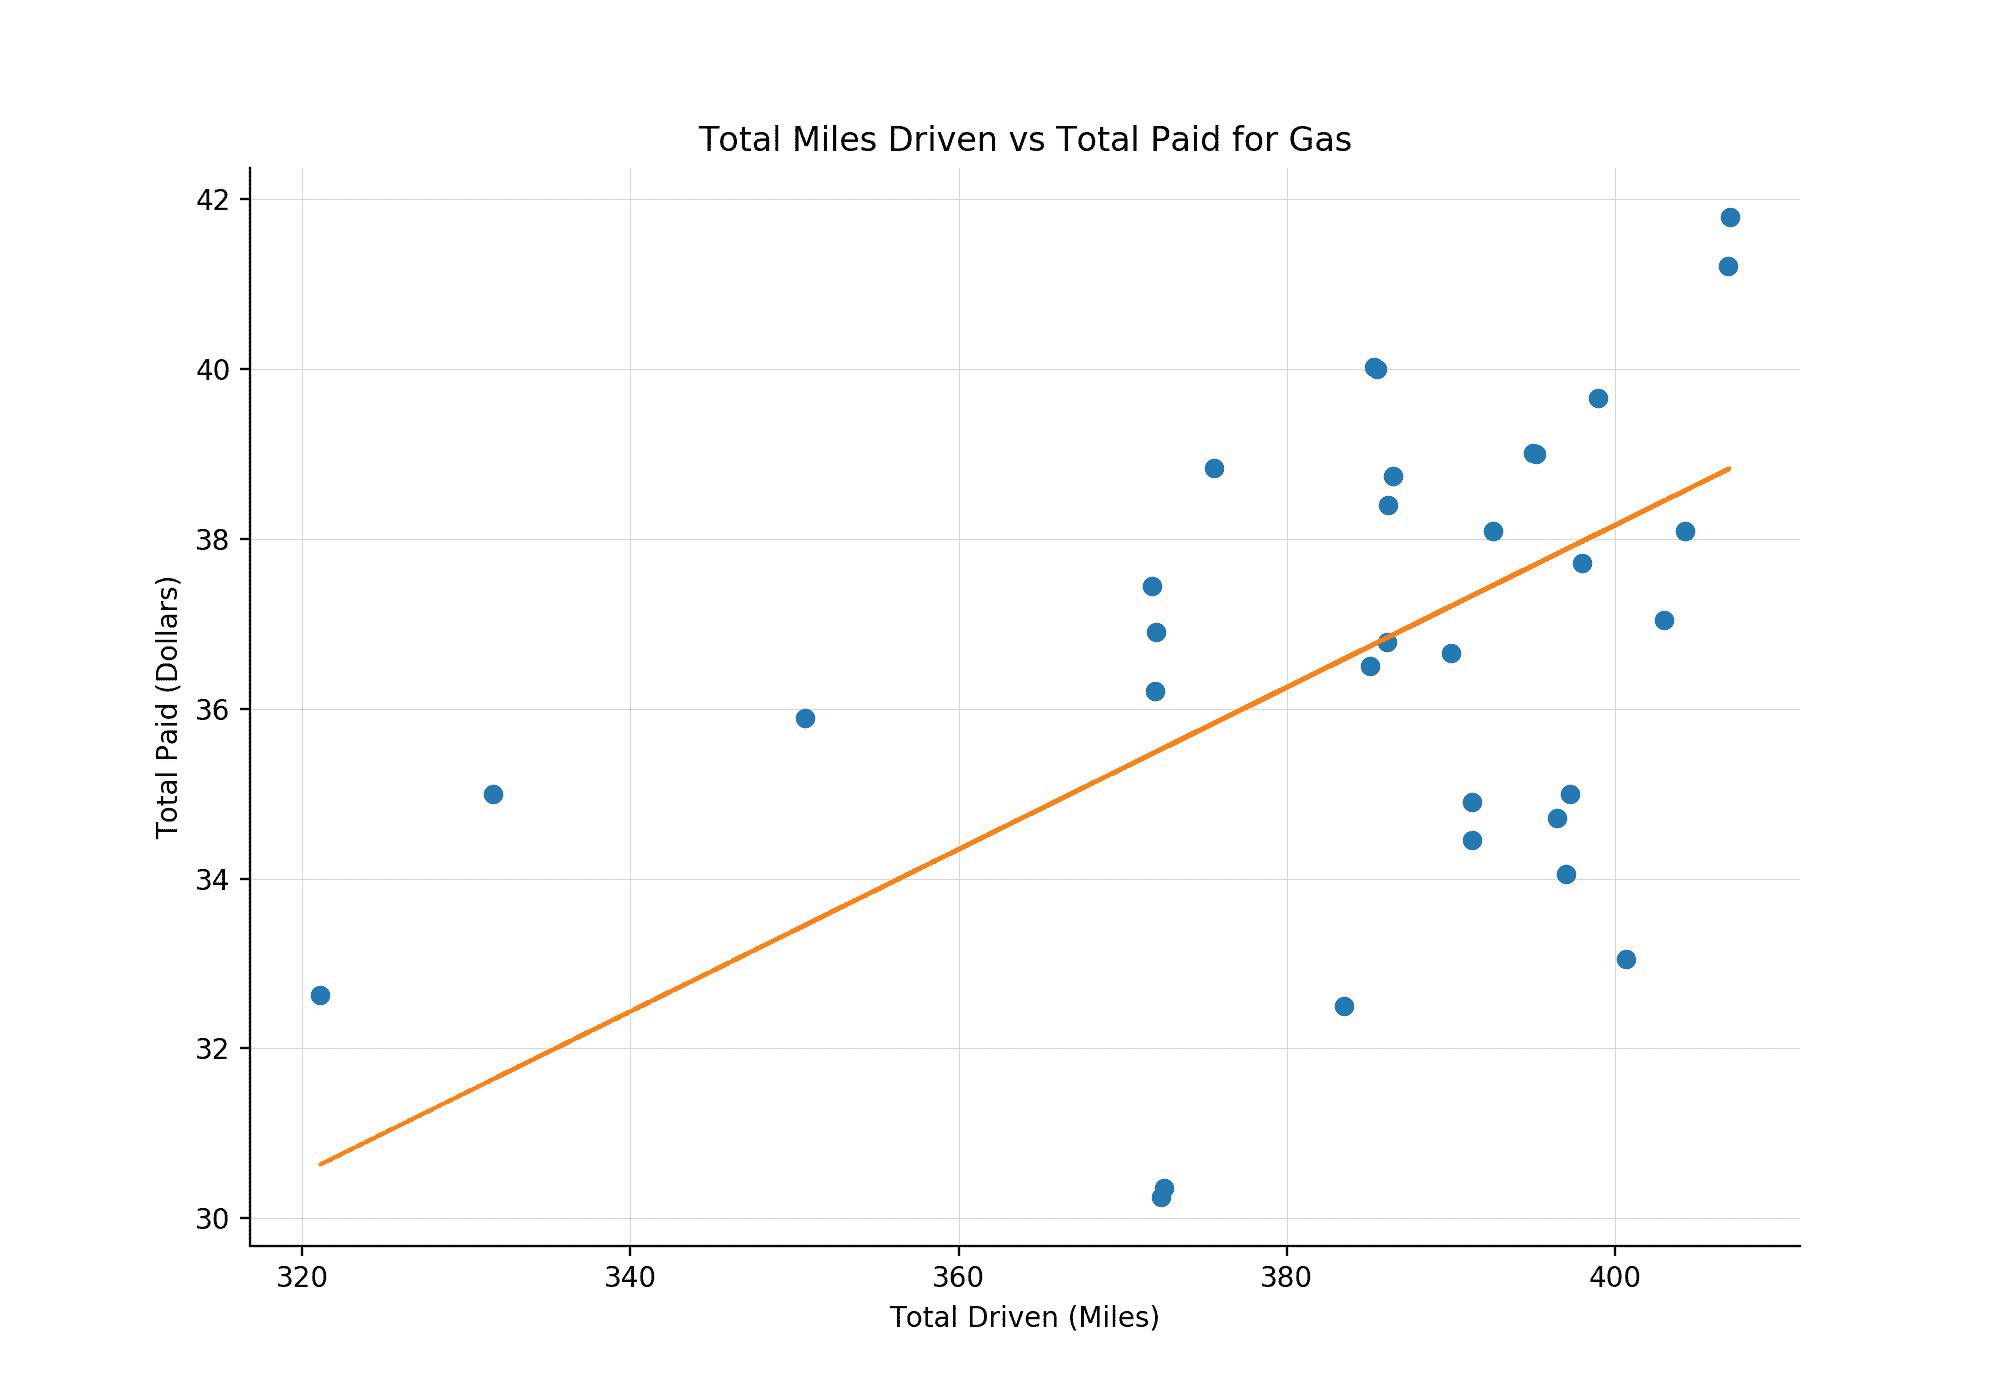 Total Miles Driven vs Total Paid for Gas
42
40
38
36
34
32
30
Total Paid (Dollars)
320 340 360 380 400
Total Driven (Miles)